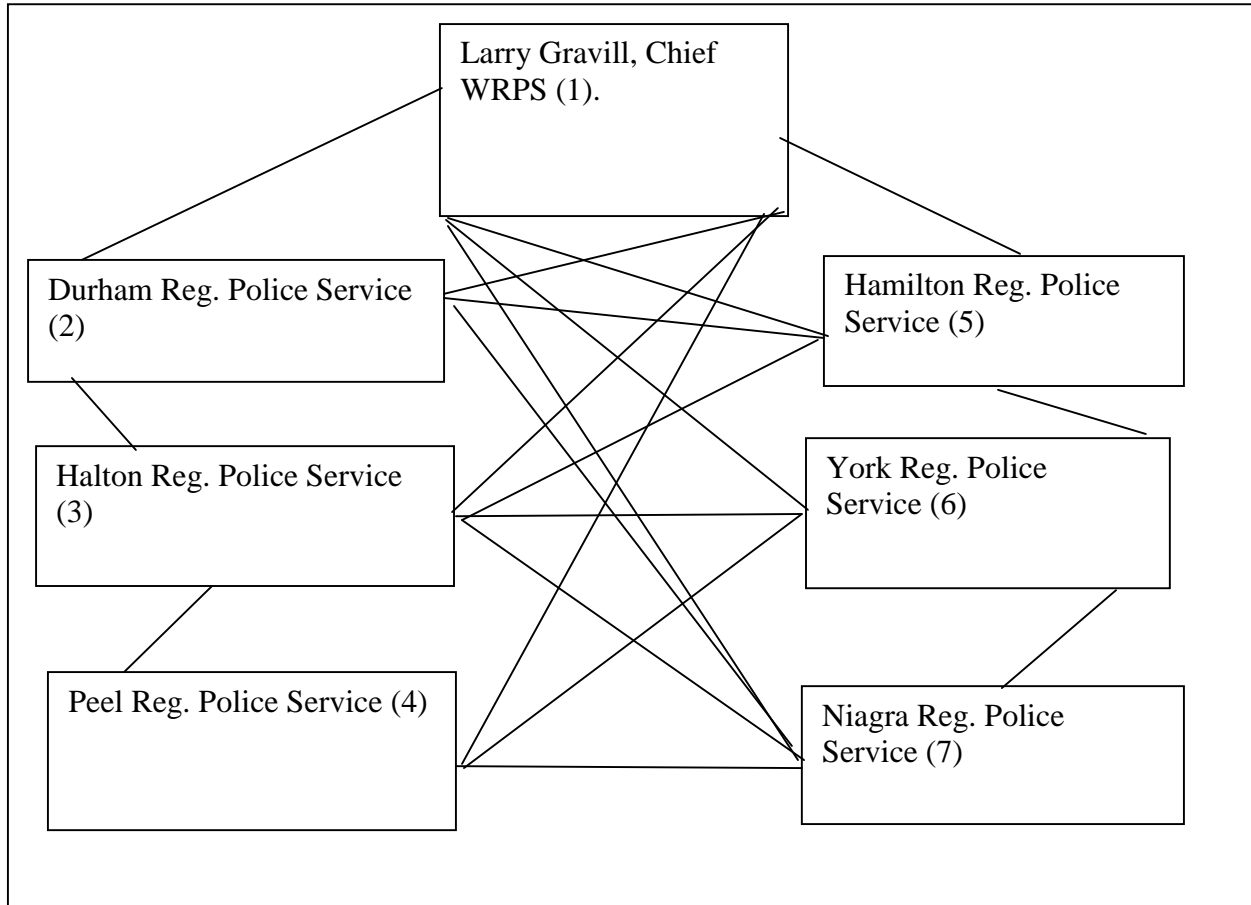 Larry Gravill, Chief
WRPS (1).
Durham Reg. Police Service
(2)
Hamilton Reg. Police
Service (5)
Halton Reg. Police Service
(3)
York Reg. Police
Service (6)
Peel Reg. Police Service (4)
Niagra Reg. Police
Service (7)